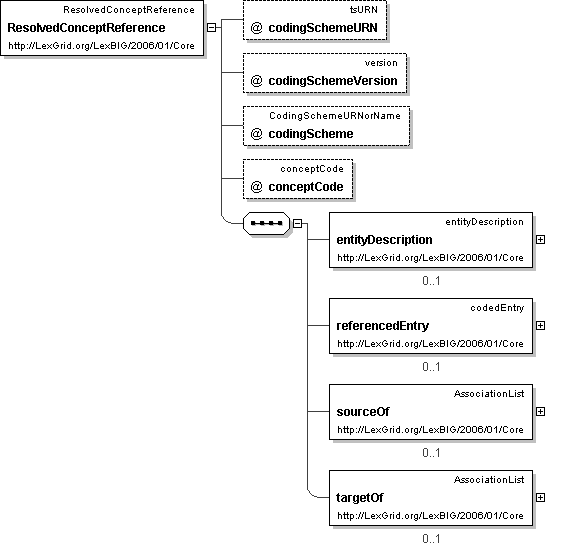 ResolvedConceptReference
ResolvedConceptReference
http://LexGrid.org/LexBIG/2006/01/Core
tsURN
@ codingSchemeURN
version
@ codingSchemeVersion
CodingSchemeURNorName
@ codingScheme
conceptCode
@ conceptCode
entityDescription
entityDescription
http://LexGrid.org/LexBIG/2006/01/Core
0..1
codedEntry
referencedEntry
http://LexGrid.org/LexBIG/2006/01/Core
0..1
AssociationList
sourceOf
http://LexGrid.org/LexBIG/2006/01/Core
0..1
AssociationList
targetOf
http://LexGrid.org/LexBIG/2006/01/Core
0..1